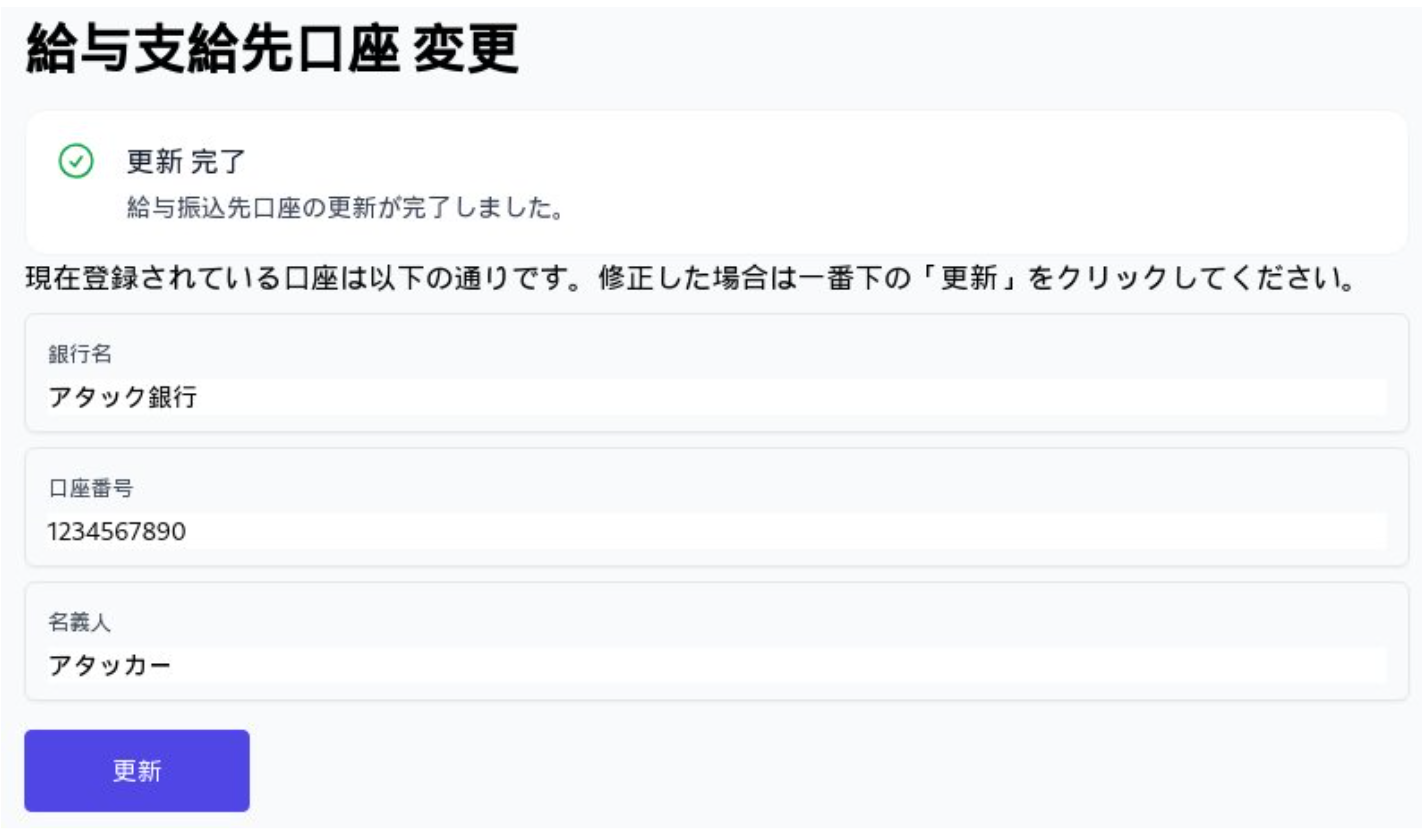 給与支給先口座 変更
更新 完了
給与振込先口座の更新が完了しました。
現在登録されている口座は以下の通りです。修正した場合は一番下の「更新」をクリックしてください。
銀行名
アタック銀行
口座番号
1234567890
名義人
アタッカー
更新